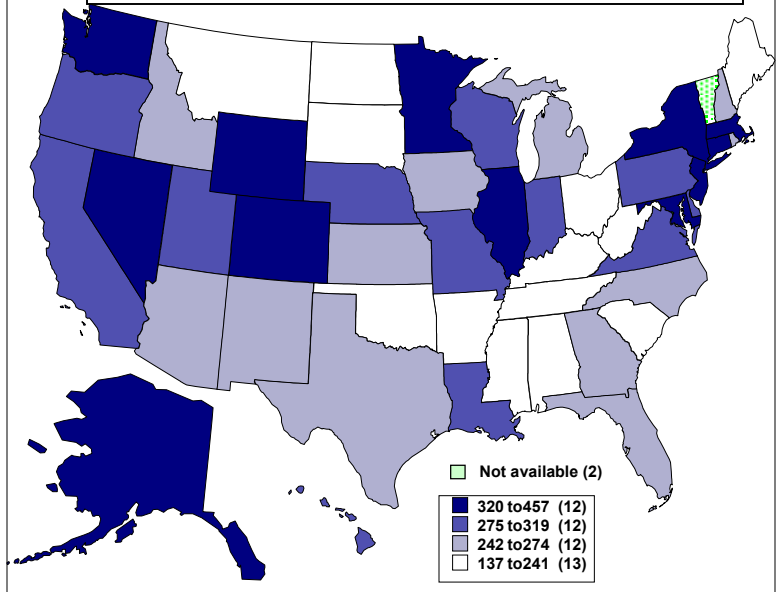 Not available (2)
320 to457 (12)
275 to319 (12)
242 to274 (12)
137 to241 (13)